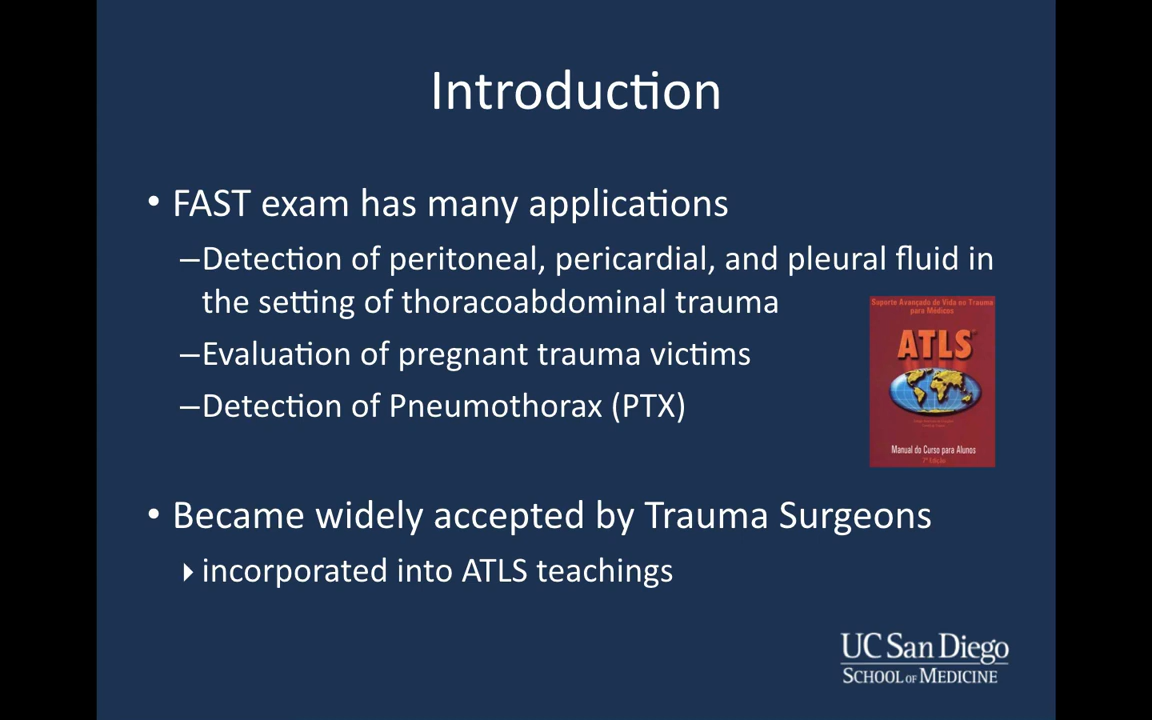 Introduction
• FAST exam has many applications
–Detection of peritoneal, pericardial, and pleural fluid in
the setting of thoracoabdominal trauma
–Evaluation of pregnant trauma victims
–Detection of Pneumothorax (PTX)
Suporte Avançado de Vida no Trauma
para Médicos
ATLS
Manual do Curso para Alunos
• Became widely accepted by Trauma Surgeons
incorporated into ATLS teachings
UC San Diego
SCHOOL OF MEDICINE